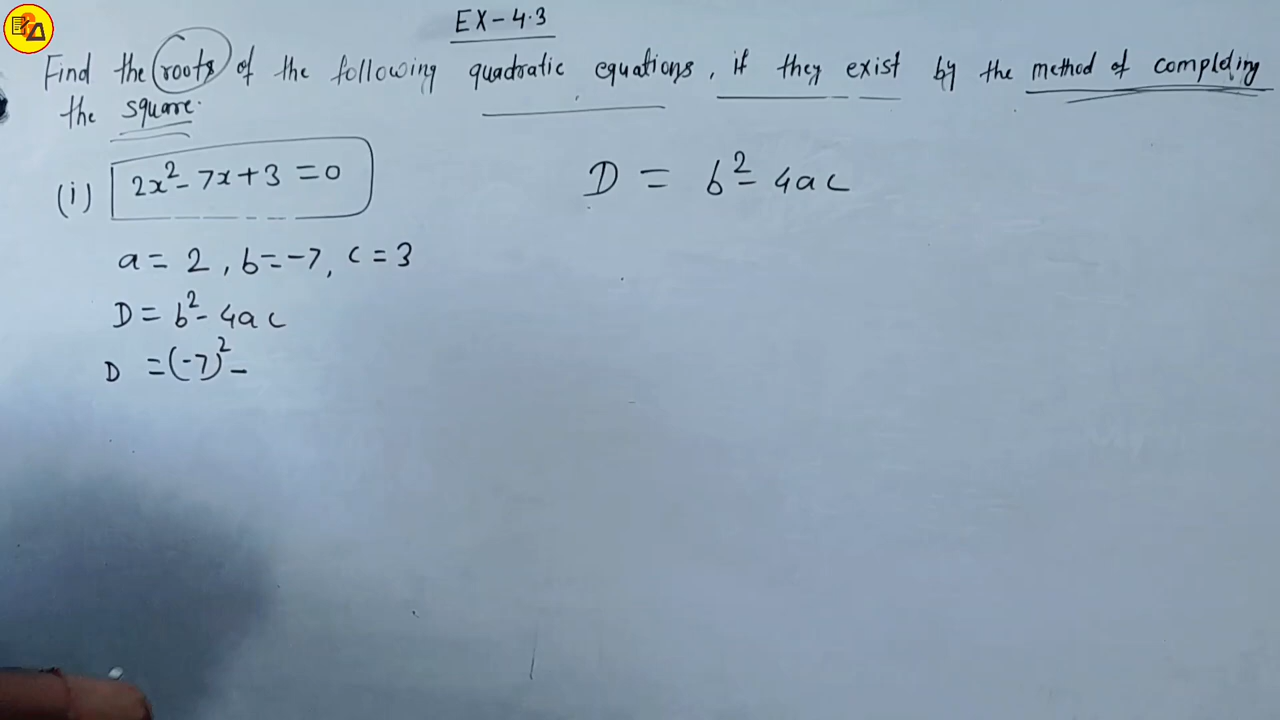 EX-4.3
Find the roots of the following quadratic equations, if they exist by the method of completing
the square.
(i) 2x²-7x+3=0
D = b²-4ac
a=2, b=-7, c=3
D=b²-4ac
D =(-7)²-